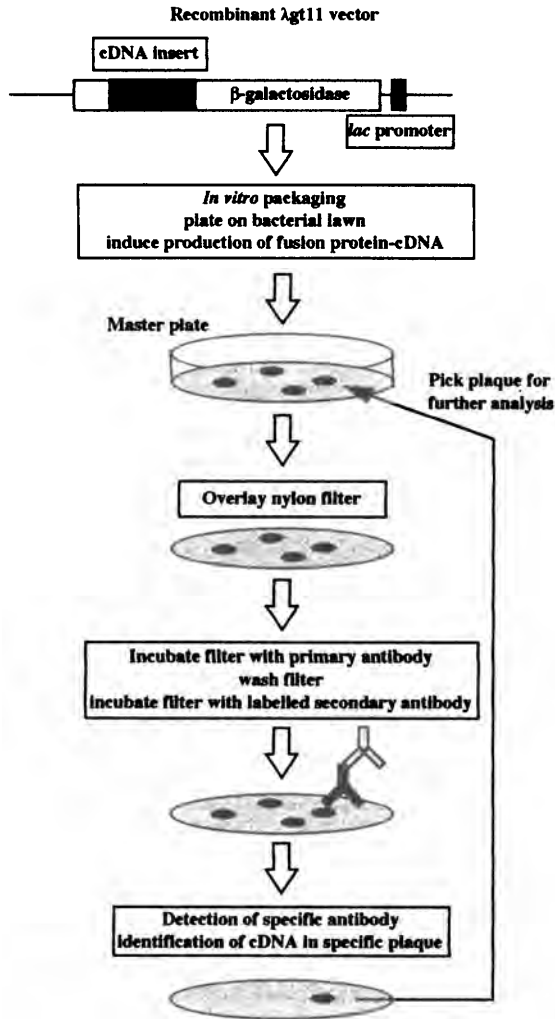 Recombinant λgt11 vector
cDNA insert
β-galactosidase
lac promoter
In vitro packaging
plate on bacterial lawn
induce production of fusion protein-cDNA
Master plate
Pick plaque for
further analysis
Overlay nylon filter
Incubate filter with primary antibody
wash filter
incubate filter with labelled secondary antibody
Detection of specific antibody
identification of cDNA in specific plaque